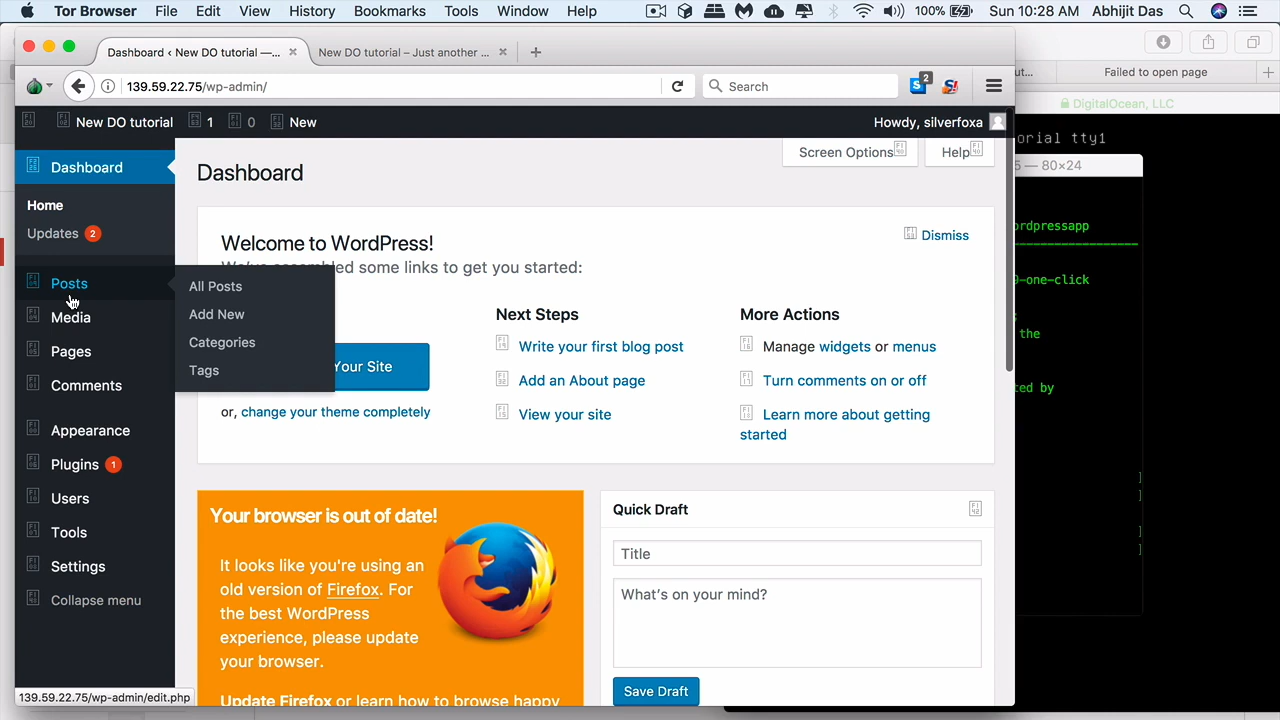 Tor Browser File Edit View History Bookmarks Tools Window Help 100% Sun 10:28 AM Abhijit Das
Dashboard ‹ New DO tutorial —... New DO tutorial – Just another ...
Failed to open page
139.59.22.75/wp-admin/ Search 2
DigitalOcean, LLC
New DO tutorial 1 0 New Howdy, silverfoxa
orial tty1
Screen Options Help
5 — 80×24
Dashboard
Home
Updates 2
Posts
Media
Pages
Comments
Appearance
Plugins 1
Users
Tools
Settings
Collapse menu
All Posts
Add New
Categories
Tags
Dashboard
Welcome to WordPress!
Dismiss
We've assembled some links to get you started:
Your Site
or, change your theme completely
Next Steps
Write your first blog post
Add an About page
View your site
More Actions
Manage widgets or menus
Turn comments on or off
Learn more about getting
started
Your browser is out of date!
It looks like you're using an
old version of Firefox. For
the best WordPress
experience, please update
your browser.
Update Firefox or learn how to browse happy
Quick Draft
Title
What's on your mind?
Save Draft
ordpressapp
9-one-click
the
ted by
139.59.22.75/wp-admin/edit.php